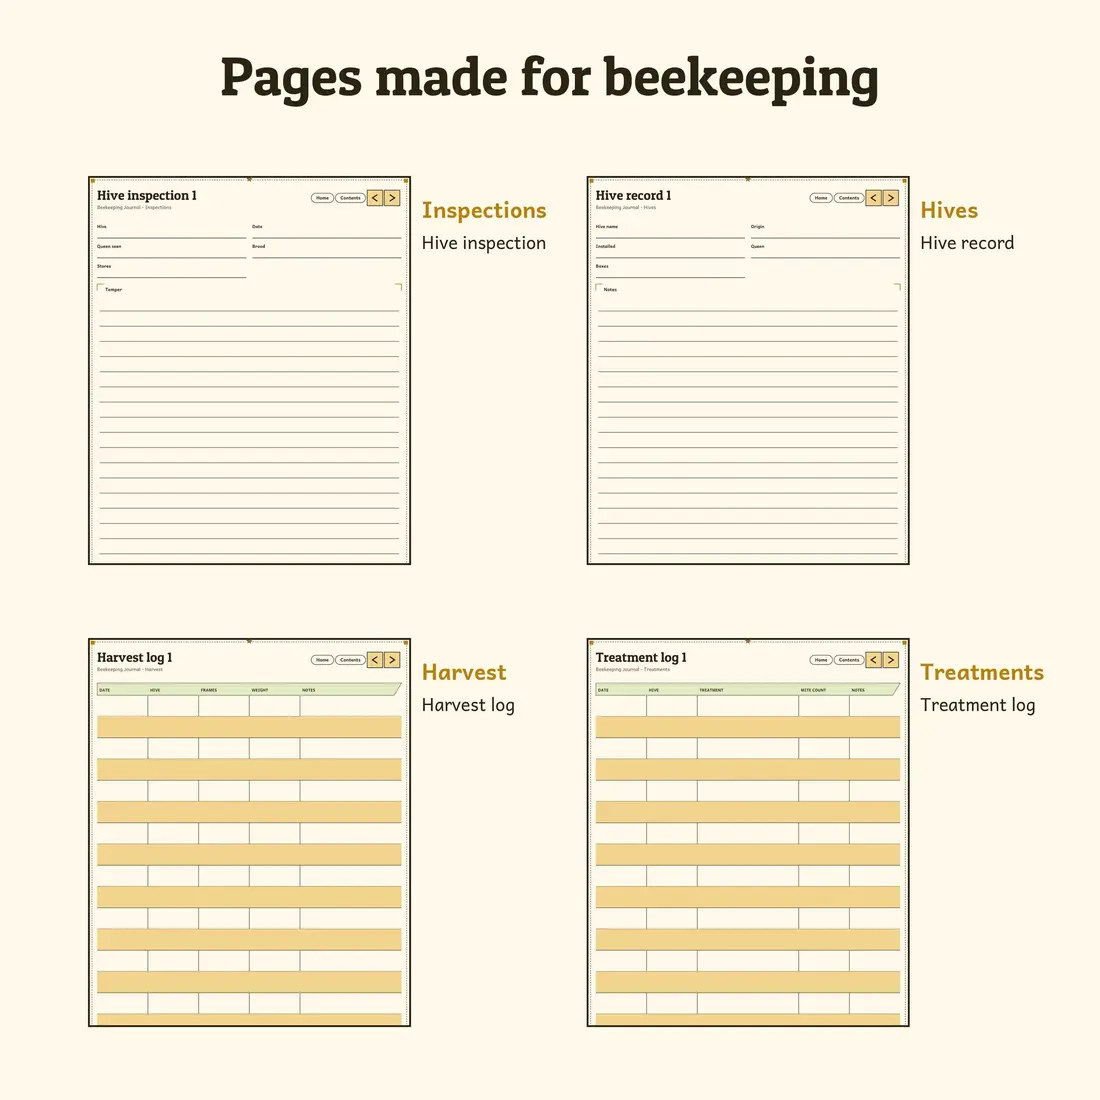 Pages made for beekeeping
Hive inspection 1
Home
Contents
<
>
Beekeeping Journal - Inspections
Hive
Date
Queen seen
Brood
Stores
Temper
Inspections
Hive inspection
Hive record 1
Home
Contents
<
>
Beekeeping Journal - Hives
Hive name
Origin
Installed
Queen
Boxes
Notes
Hives
Hive record
Harvest log 1
Home
Contents
<
>
Beekeeping Journal - Harvest
DATE HIVE FRAMES WEIGHT NOTES
Harvest
Harvest log
Treatment log 1
Home
Contents
<
>
Beekeeping Journal - Treatments
DATE HIVE TREATMENT MITE COUNT NOTES
Treatments
Treatment log